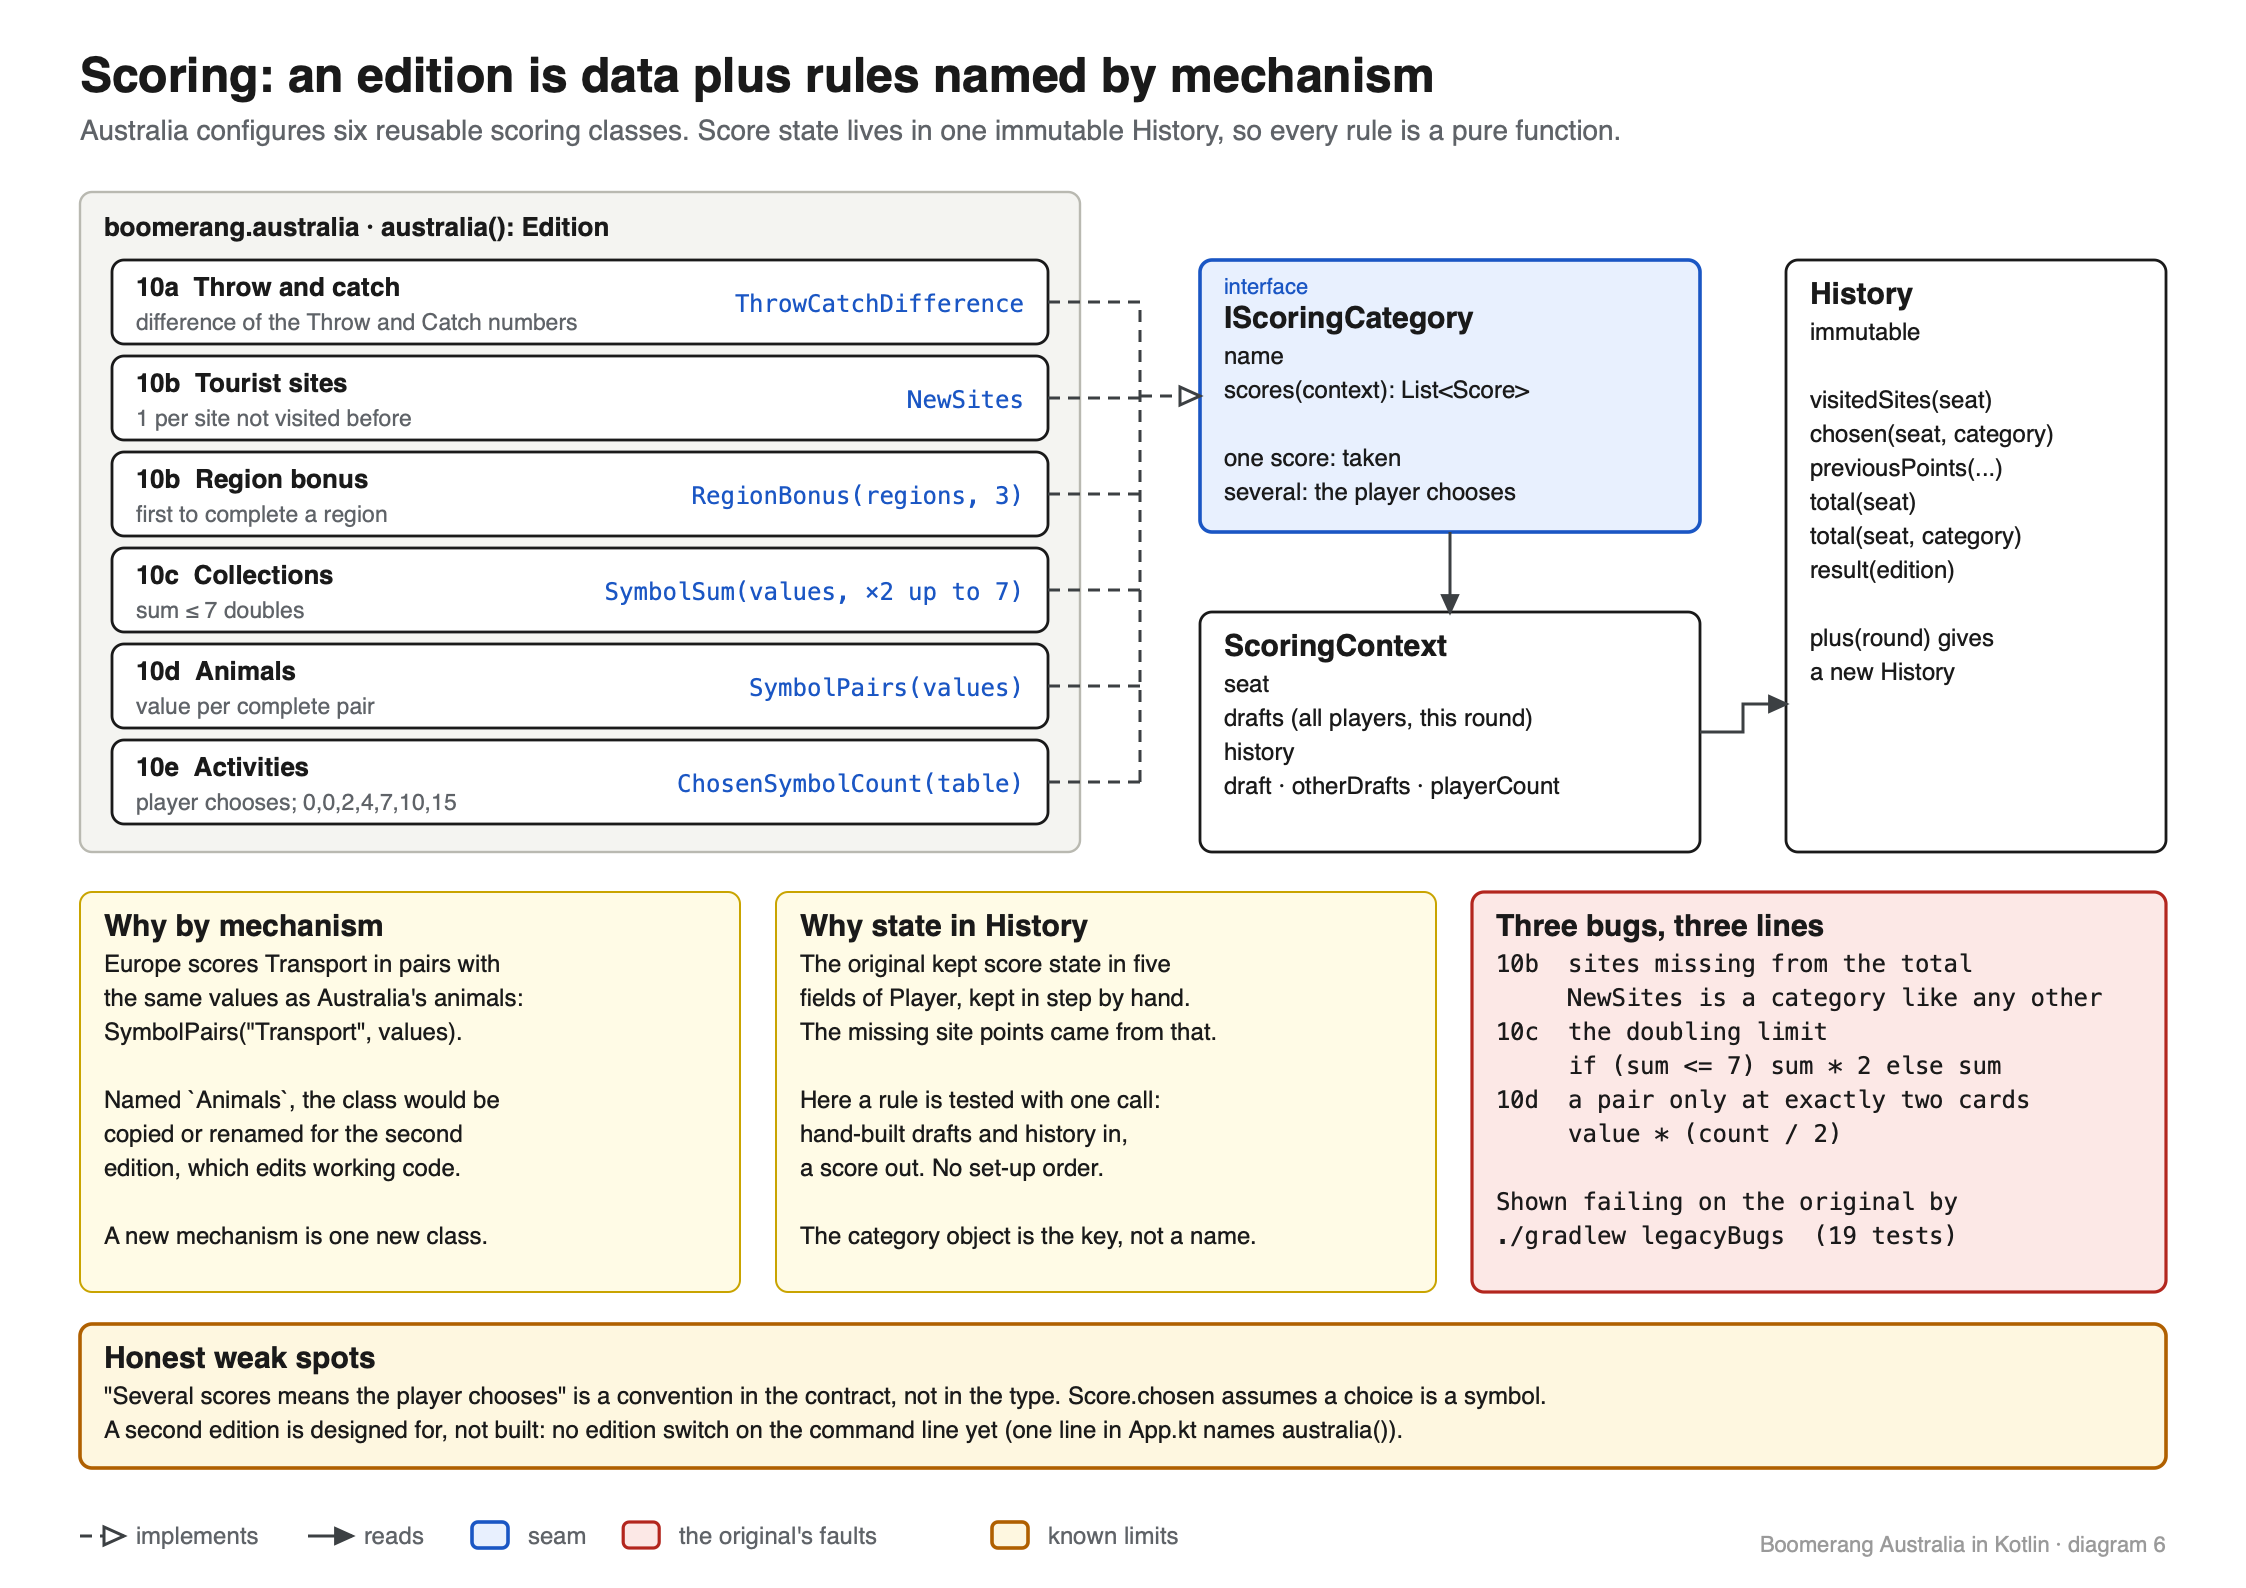 Scoring: an edition is data plus rules named by mechanism
Australia configures six reusable scoring classes. Score state lives in one immutable History, so every rule is a pure function.
boomerang.australia · australia(): Edition
10a Throw and catch
difference of the Throw and Catch numbers
ThrowCatchDifference
10b Tourist sites
1 per site not visited before
NewSites
10b Region bonus
first to complete a region
RegionBonus(regions, 3)
10c Collections
sum ≤ 7 doubles
SymbolSum(values, ×2 up to 7)
10d Animals
value per complete pair
SymbolPairs(values)
10e Activities
player chooses; 0,0,2,4,7,10,15
ChosenSymbolCount(table)
interface
IScoringCategory
name
scores(context): List<Score>
one score: taken
several: the player chooses
ScoringContext
seat
drafts (all players, this round)
history
draft · otherDrafts · playerCount
History
immutable
visitedSites(seat)
chosen(seat, category)
previousPoints(...)
total(seat)
total(seat, category)
result(edition)
plus(round) gives
a new History
Why by mechanism
Europe scores Transport in pairs with
the same values as Australia's animals:
SymbolPairs("Transport", values).
Named `Animals`, the class would be
copied or renamed for the second
edition, which edits working code.
A new mechanism is one new class.
Why state in History
The original kept score state in five
fields of Player, kept in step by hand.
The missing site points came from that.
Here a rule is tested with one call:
hand-built drafts and history in,
a score out. No set-up order.
The category object is the key, not a name.
Three bugs, three lines
10b sites missing from the total
NewSites is a category like any other
10c the doubling limit
if (sum <= 7) sum * 2 else sum
10d a pair only at exactly two cards
value * (count / 2)
Shown failing on the original by
./gradlew legacyBugs (19 tests)
Honest weak spots
"Several scores means the player chooses" is a convention in the contract, not in the type. Score.chosen assumes a choice is a symbol.
A second edition is designed for, not built: no edition switch on the command line yet (one line in App.kt names australia()).
implements
reads
seam
the original's faults
known limits
Boomerang Australia in Kotlin · diagram 6